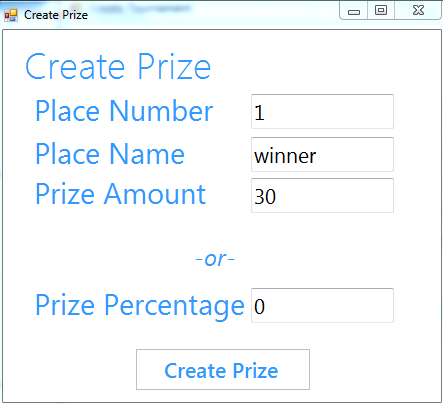 Create Prize
Create Prize
Place Number 1
Place Name winner
Prize Amount 30
-or-
Prize Percentage 0
Create Prize